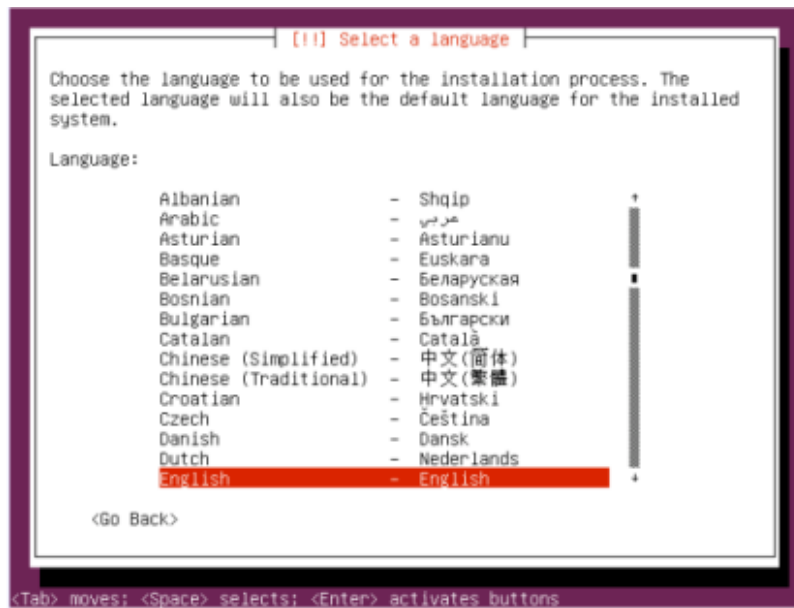 [!!] Select a language
Choose the language to be used for the installation process. The
selected language will also be the default language for the installed
system.
Language:
Albanian - Shqip
Arabic - عربي
Asturian - Asturianu
Basque - Euskara
Belarusian - Беларуская
Bosnian - Bosanski
Bulgarian - Български
Catalan - Català
Chinese (Simplified) - 中文(简体)
Chinese (Traditional) - 中文(繁體)
Croatian - Hrvatski
Czech - Čeština
Danish - Dansk
Dutch - Nederlands
English - English
<Go Back>
<Tab> moves; <Space> selects; <Enter> activates buttons